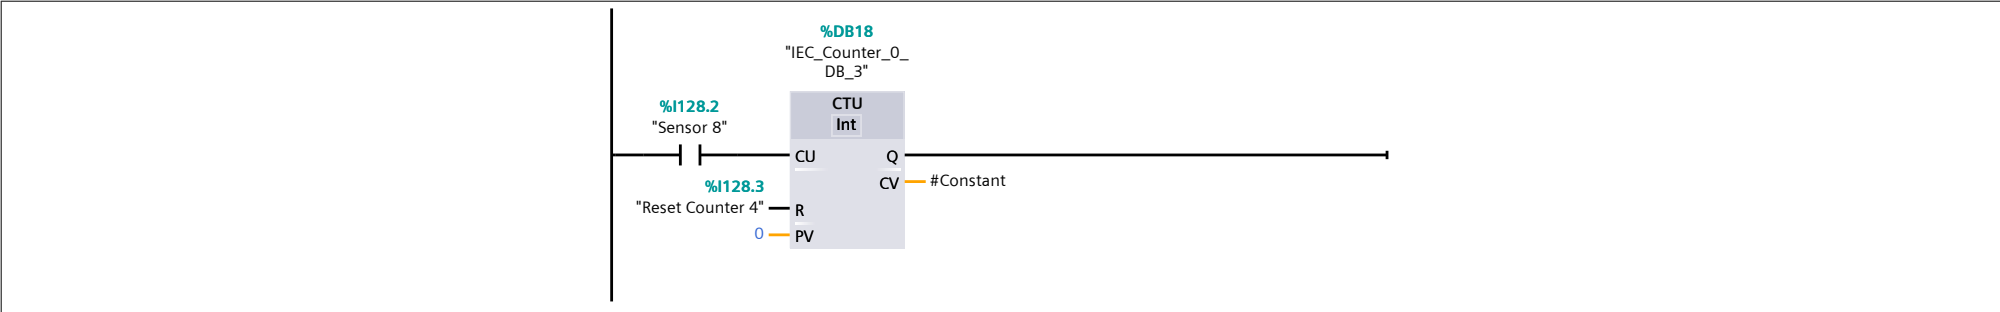 %DB18
"IEC_Counter_0_
DB_3"
CTU
Int
%I128.2
"Sensor 8"
CU
Q
%I128.3
CV
#Constant
"Reset Counter 4"
R
0
PV